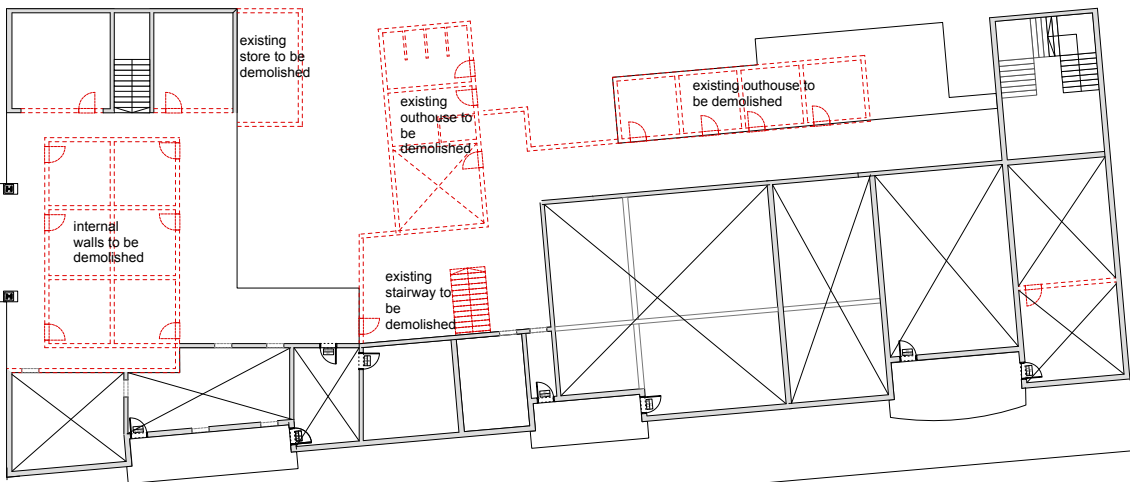 existing
store to be
demolished
existing
outhouse to
be
demolished
existing outhouse to
be demolished
internal
walls to be
demolished
existing
stairway to
be
demolished